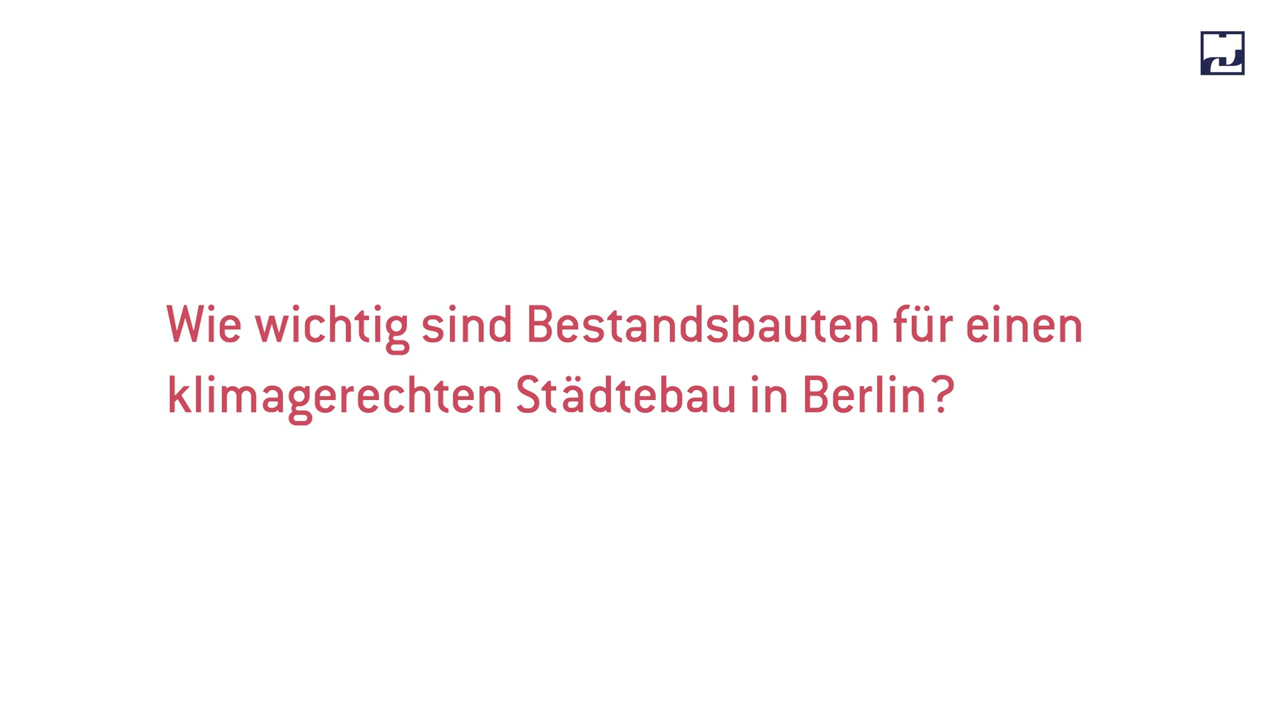 Wie wichtig sind Bestandsbauten für einen
klimagerechten Städtebau in Berlin?